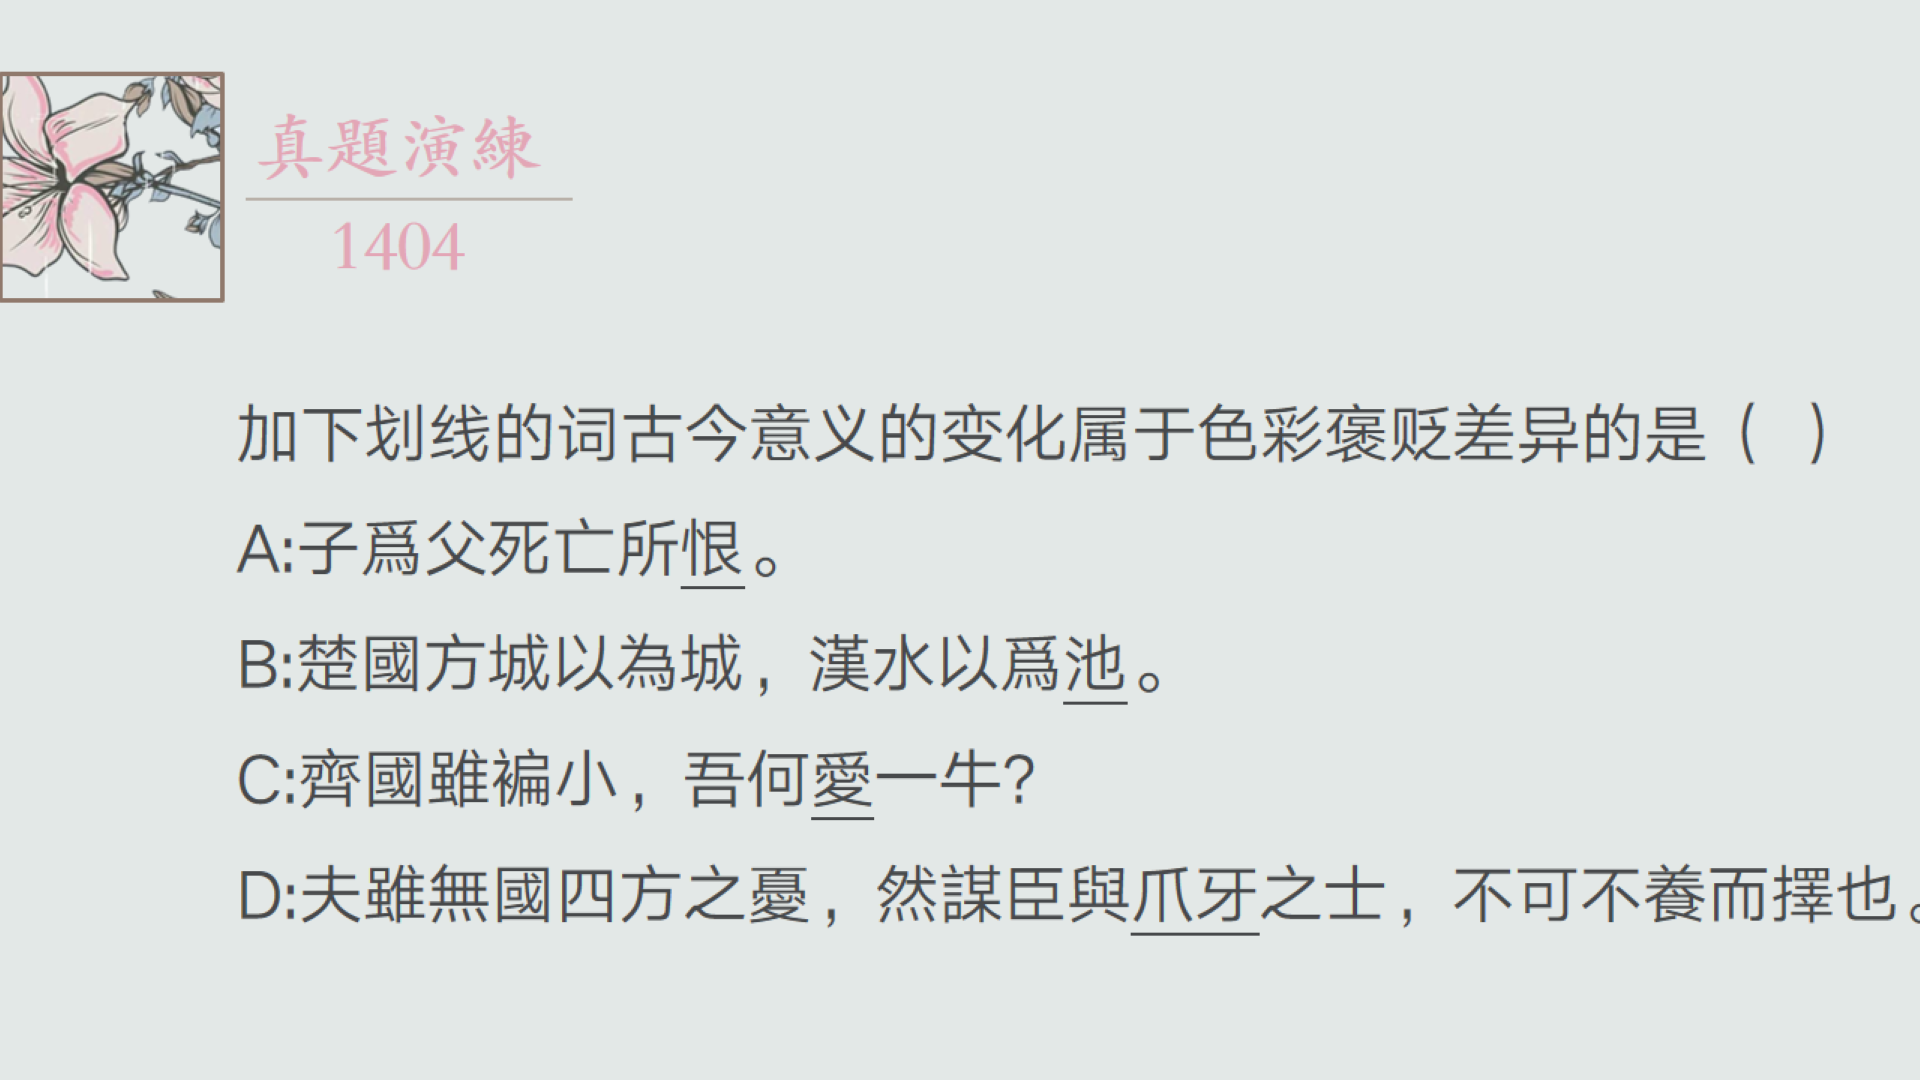 真題演練
1404
加下划线的词古今意义的变化属于色彩褒贬差异的是（ ）
A:子爲父死亡所恨。
B:楚國方城以為城，漢水以爲池。
C:齊國雖褊小，吾何愛一牛?
D:夫雖無國四方之憂，然謀臣與爪牙之士，不可不養而擇也。